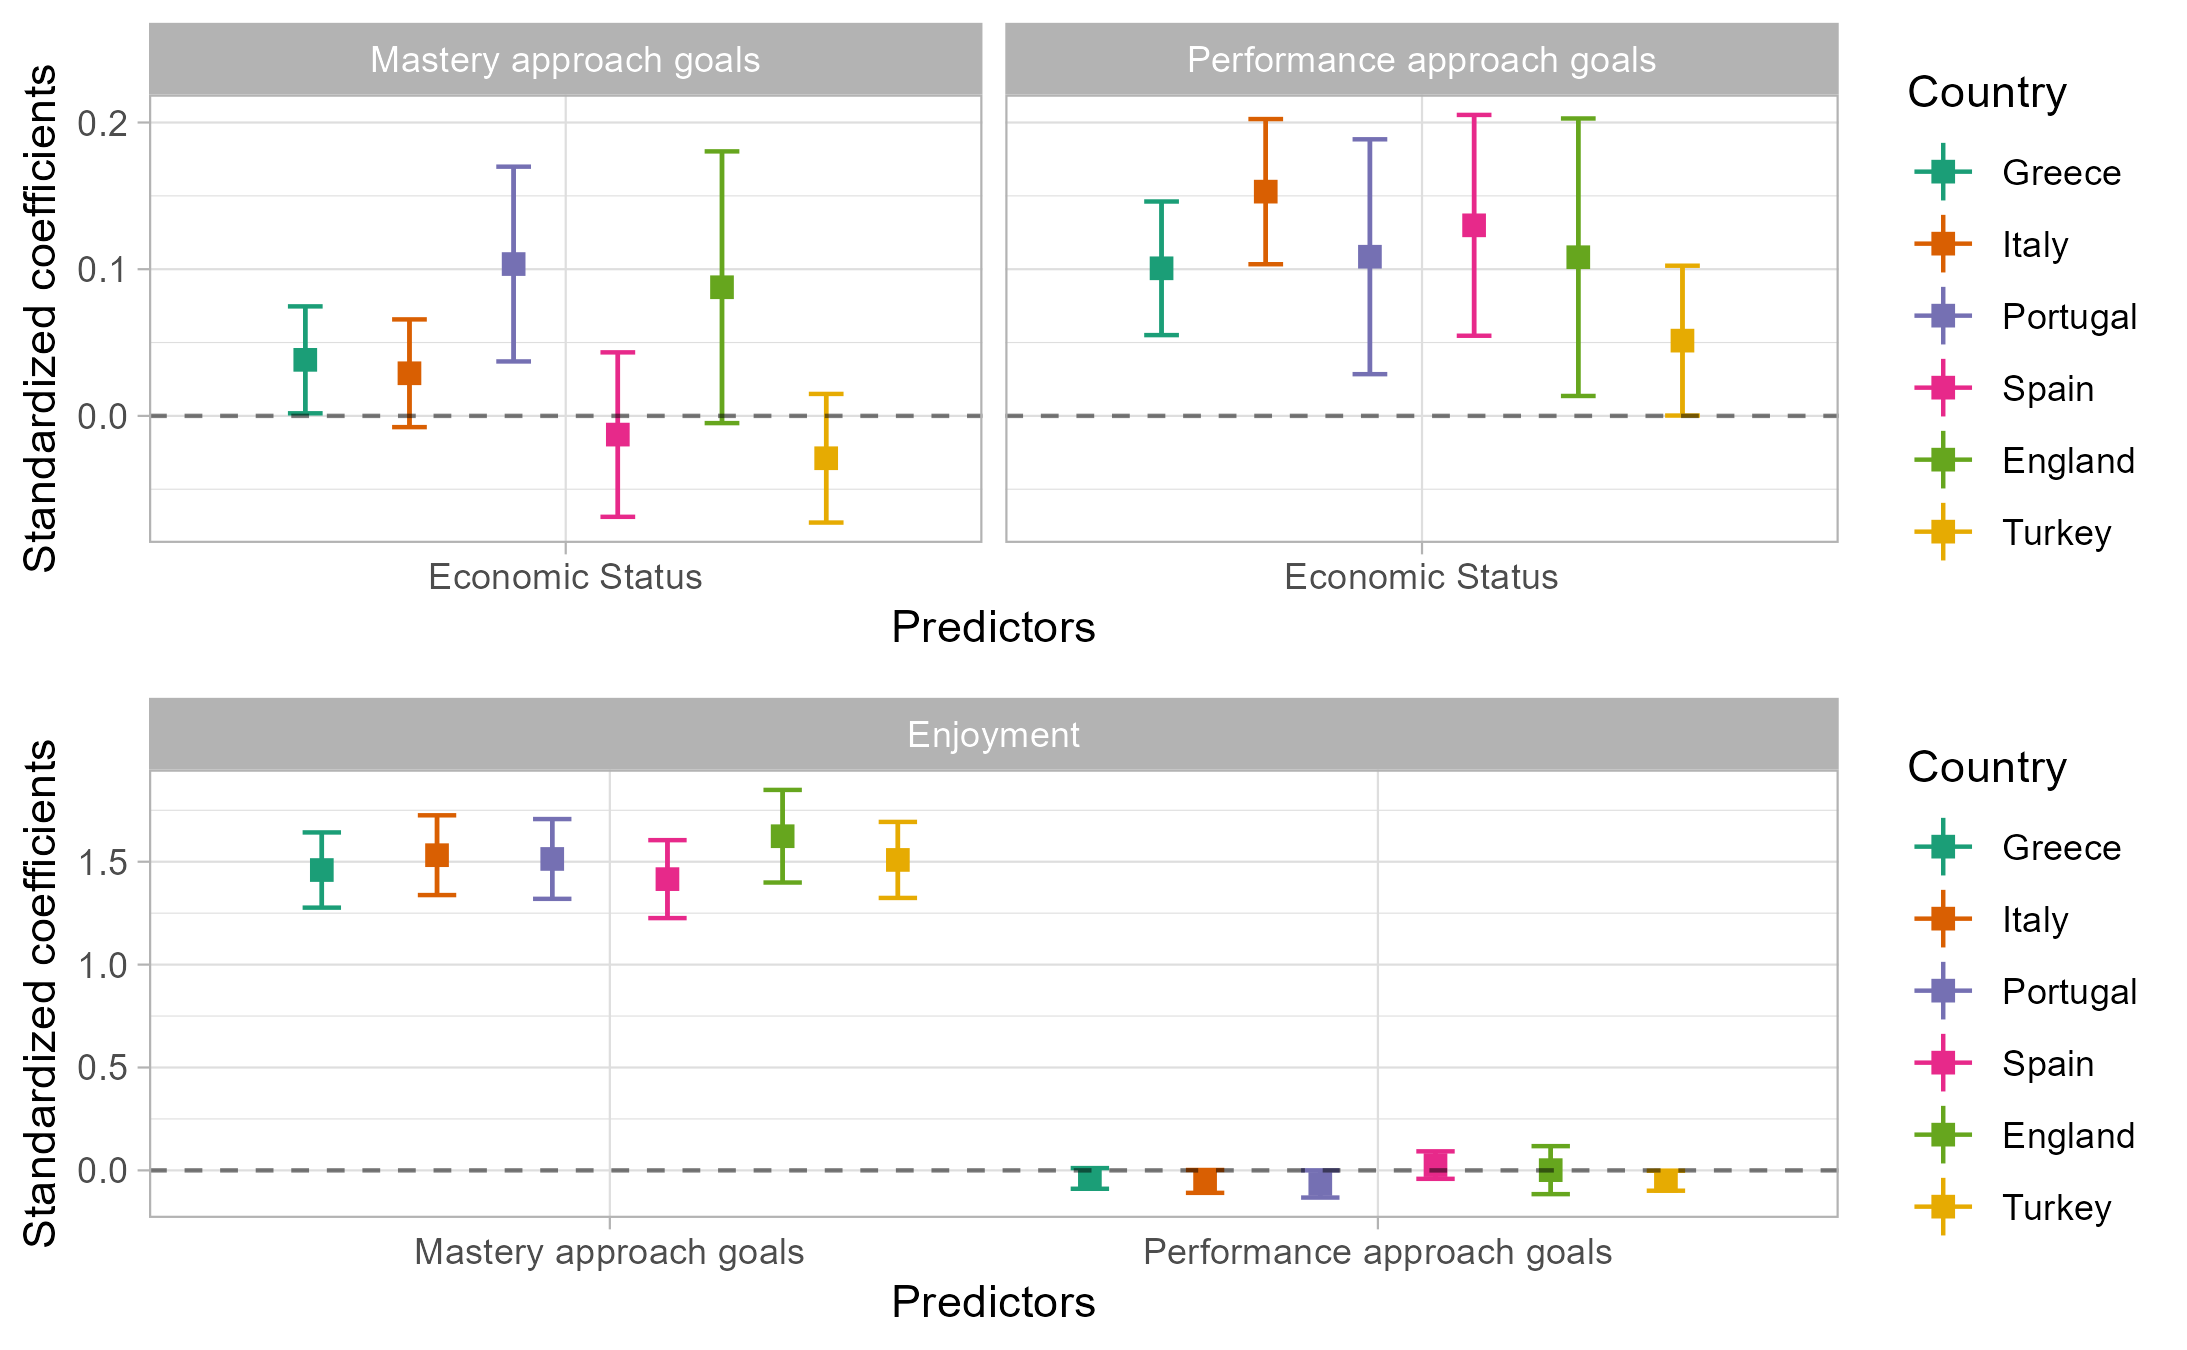 Mastery approach goals
Performance approach goals
Standardized coefficients
0.2
0.1
0.0
Economic Status
Economic Status
Predictors
Country
Greece
Italy
Portugal
Spain
England
Turkey
Enjoyment
Standardized coefficients
1.5
1.0
0.5
0.0
Mastery approach goals
Performance approach goals
Predictors
Country
Greece
Italy
Portugal
Spain
England
Turkey